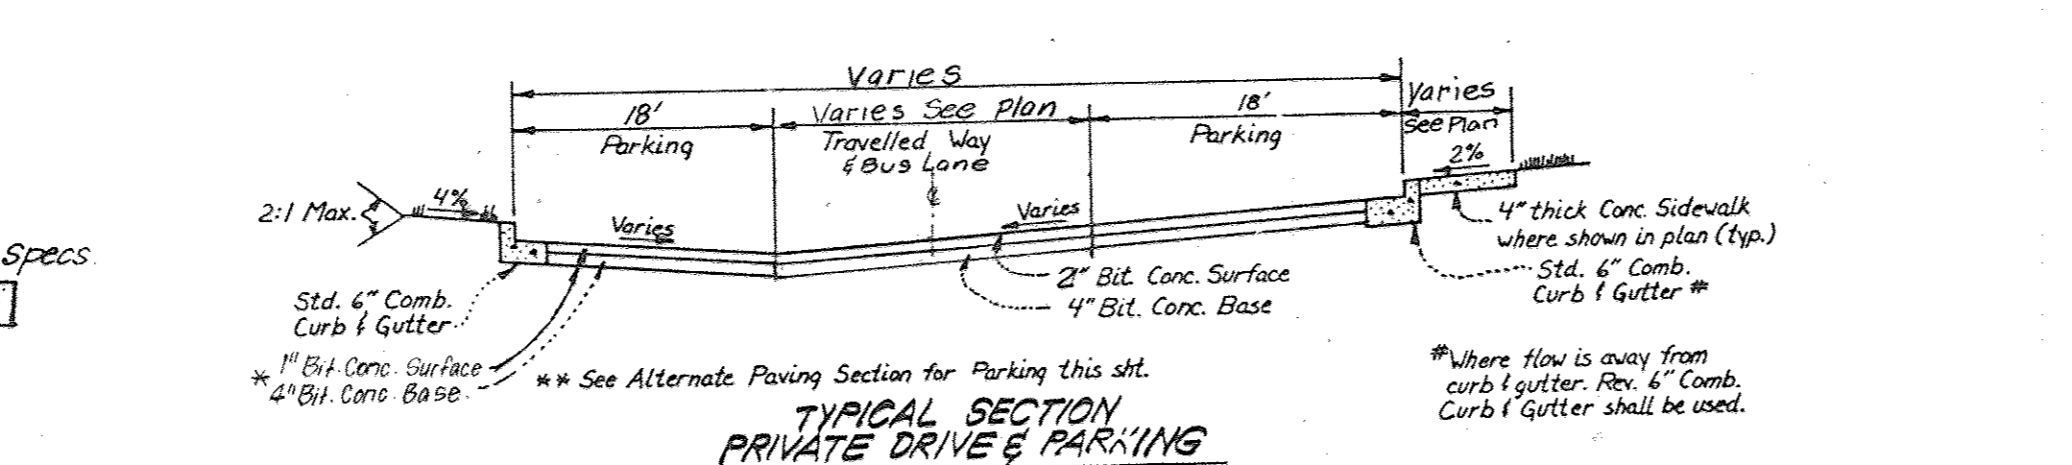 Varies
18'
Parking
Varies See Plan
Travelled Way
& Bus Lane
18'
Parking
Varies
See Plan
2%
2:1 Max.
4%
Varies
Varies
4" thick Conc. Sidewalk
where shown in plan (typ.)
Specs.
Std. 6" Comb.
Curb & Gutter
2" Bit. Conc. Surface
4" Bit. Conc. Base
Std. 6" Comb.
Curb & Gutter #
* 1" Bit. Conc. Surface
4" Bit. Conc. Base
** See Alternate Paving Section for Parking this sht.
#Where flow is away from
curb & gutter. Rev. 6" Comb.
Curb & Gutter shall be used.
TYPICAL SECTION
PRIVATE DRIVE & PARKING